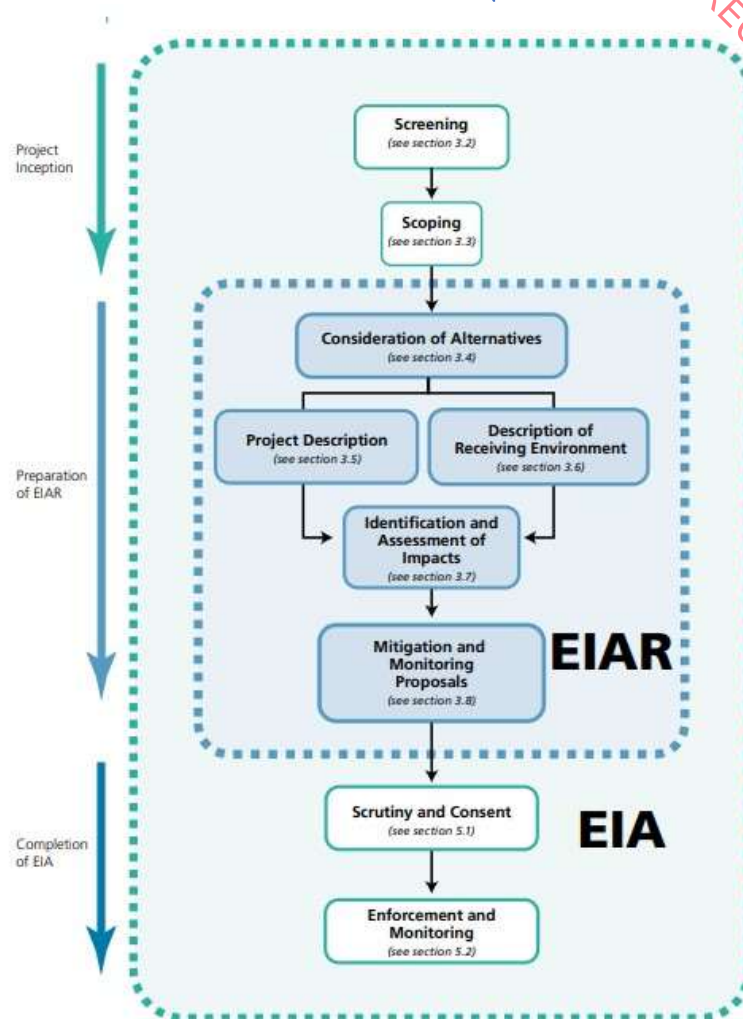 Project
Inception
Screening
(see section 3.2)
Scoping
(see section 3.3)
Consideration of Alternatives
(see section 3.4)
Project Description
(see section 3.5)
Description of
Receiving Environment
(see section 3.6)
Preparation
of EIAR
Identification and
Assessment of
Impacts
(see section 3.7)
Mitigation and
Monitoring
Proposals
(see section 3.8)
EIAR
Scrutiny and Consent
(see section 5.1)
EIA
Completion
of EIA
Enforcement and
Monitoring
(see section 5.2)